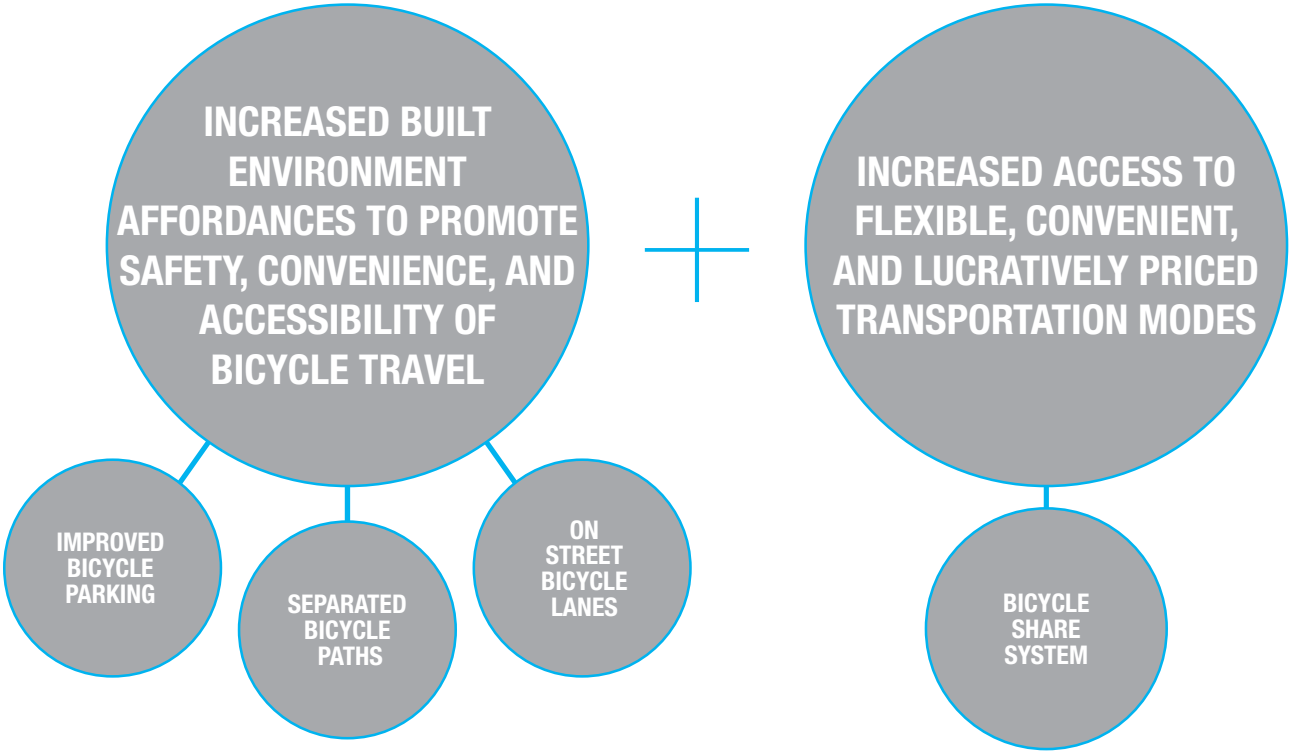 INCREASED BUILT
ENVIRONMENT
AFFORDANCES TO PROMOTE
SAFETY, CONVENIENCE, AND
ACCESSIBILITY OF
BICYCLE TRAVEL
INCREASED ACCESS TO
FLEXIBLE, CONVENIENT,
AND LUCRATIVELY PRICED
TRANSPORTATION MODES
IMPROVED
BICYCLE
PARKING
SEPARATED
BICYCLE
PATHS
ON
STREET
BICYCLE
LANES
BICYCLE
SHARE
SYSTEM